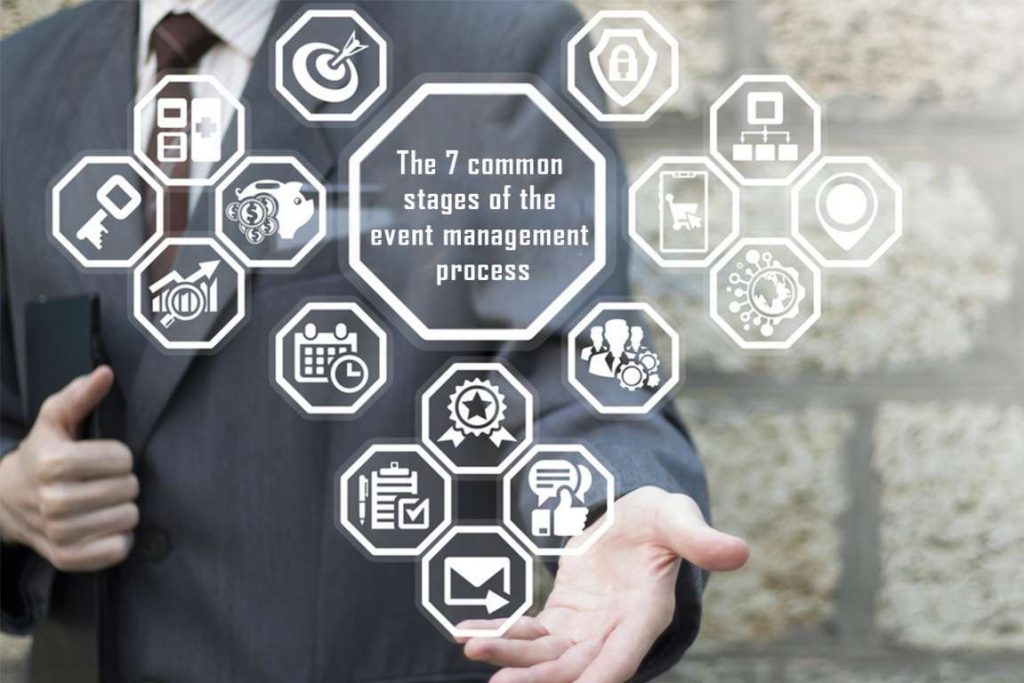 The 7 common
stages of the
event management
process